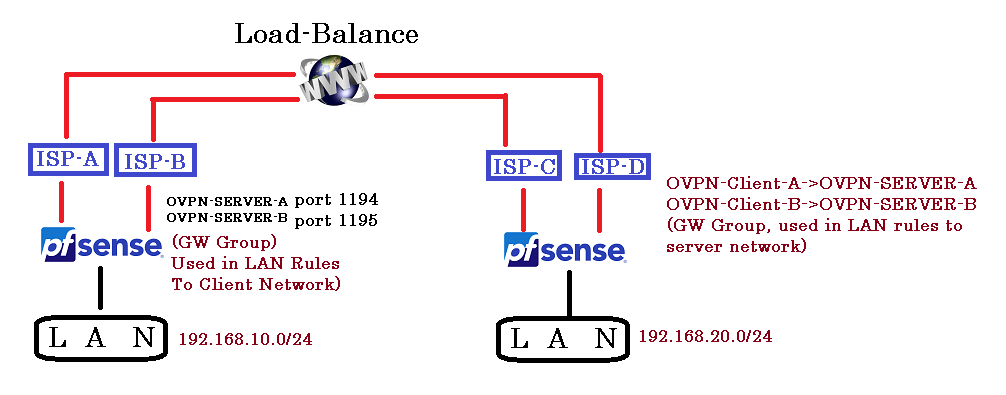 Load-Balance
WWW
ISP-A
ISP-B
ISP-C
ISP-D
OVPN-SERVER-A port 1194
OVPN-SERVER-B port 1195
(GW Group)
Used in LAN Rules
To Client Network)
OVPN-Client-A->OVPN-SERVER-A
OVPN-Client-B->OVPN-SERVER-B
(GW Group, used in LAN rules to
server network)
pfsense
pfsense
L A N
192.168.10.0/24
L A N
192.168.20.0/24